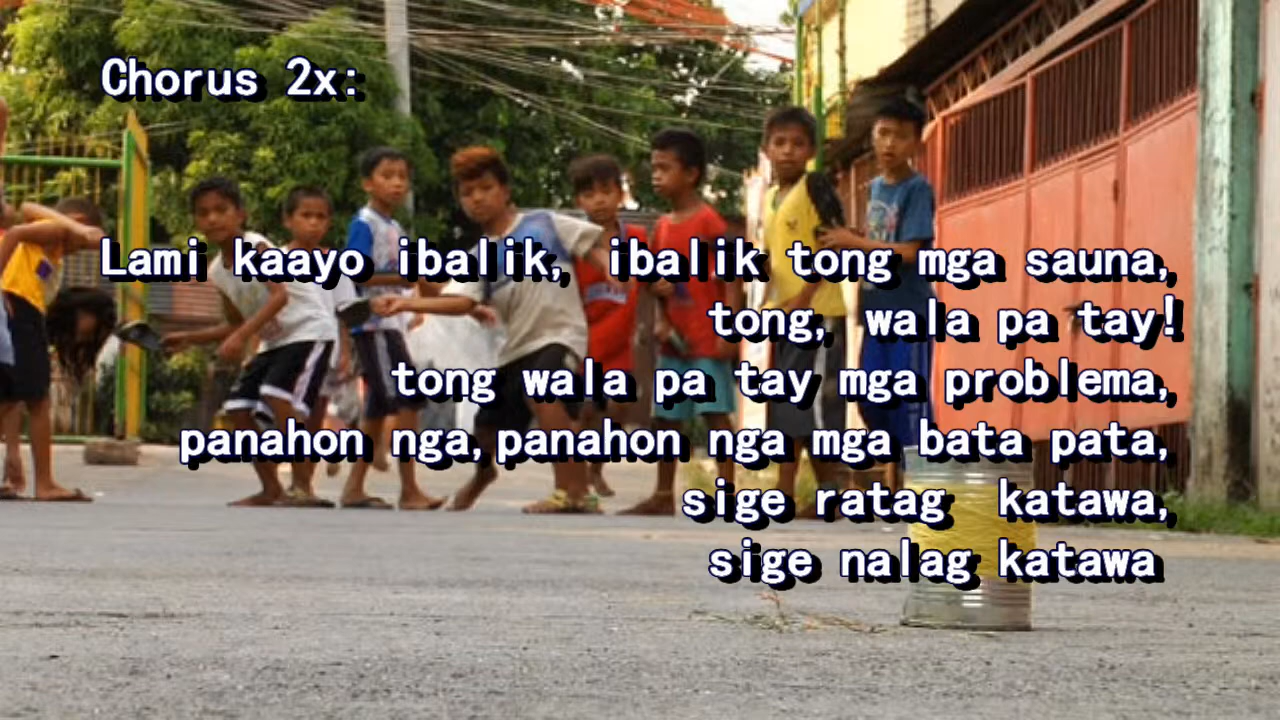 Chorus 2x:
Lami kaayo ibalik, ibalik tong mga sauna,
tong, wala pa tay!
tong wala pa tay mga problema,
panahon nga, panahon nga mga bata pata,
sige ratag katawa,
sige nalag katawa